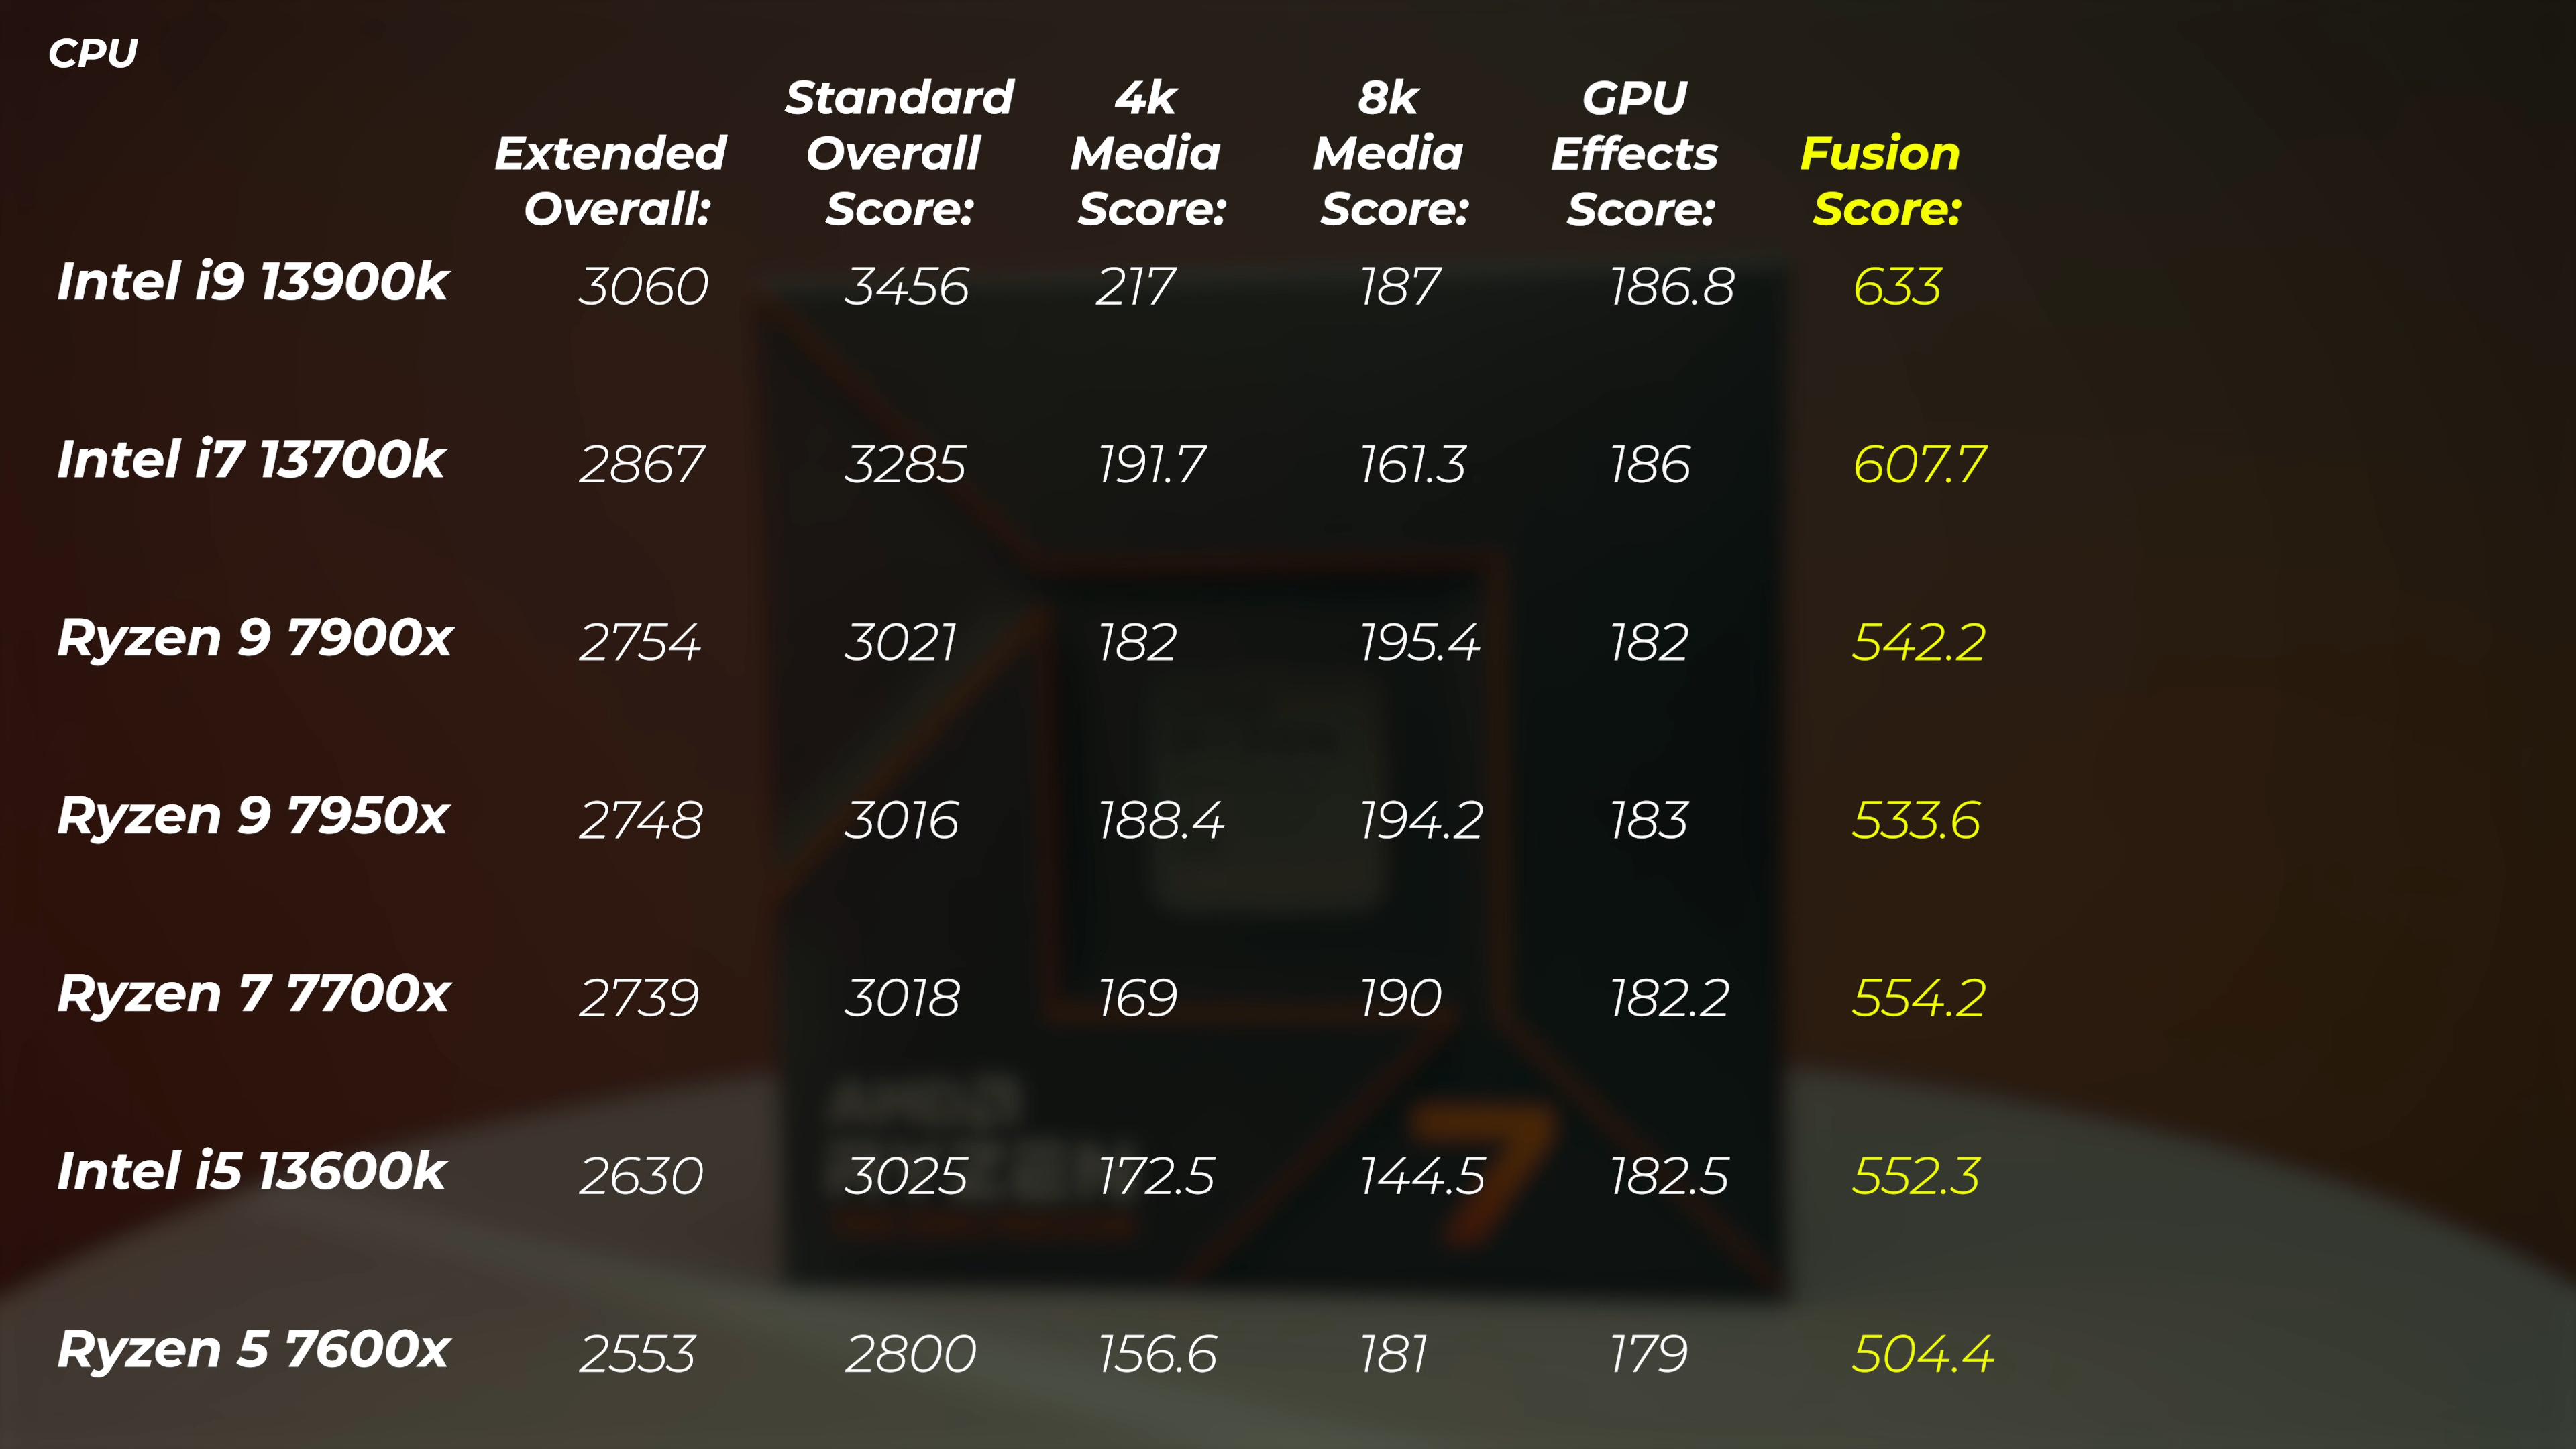 CPU
Extended Overall:
Standard Overall Score:
4k Media Score:
8k Media Score:
GPU Effects Score:
Fusion Score:
Intel i9 13900k 3060 3456 217 187 186.8 633
Intel i7 13700k 2867 3285 191.7 161.3 186 607.7
Ryzen 9 7900x 2754 3021 182 195.4 182 542.2
Ryzen 9 7950x 2748 3016 188.4 194.2 183 533.6
Ryzen 7 7700x 2739 3018 169 190 182.2 554.2
AMD
RYZEN
7
Intel i5 13600k 2630 3025 172.5 144.5 182.5 552.3
Ryzen 5 7600x 2553 2800 156.6 181 179 504.4